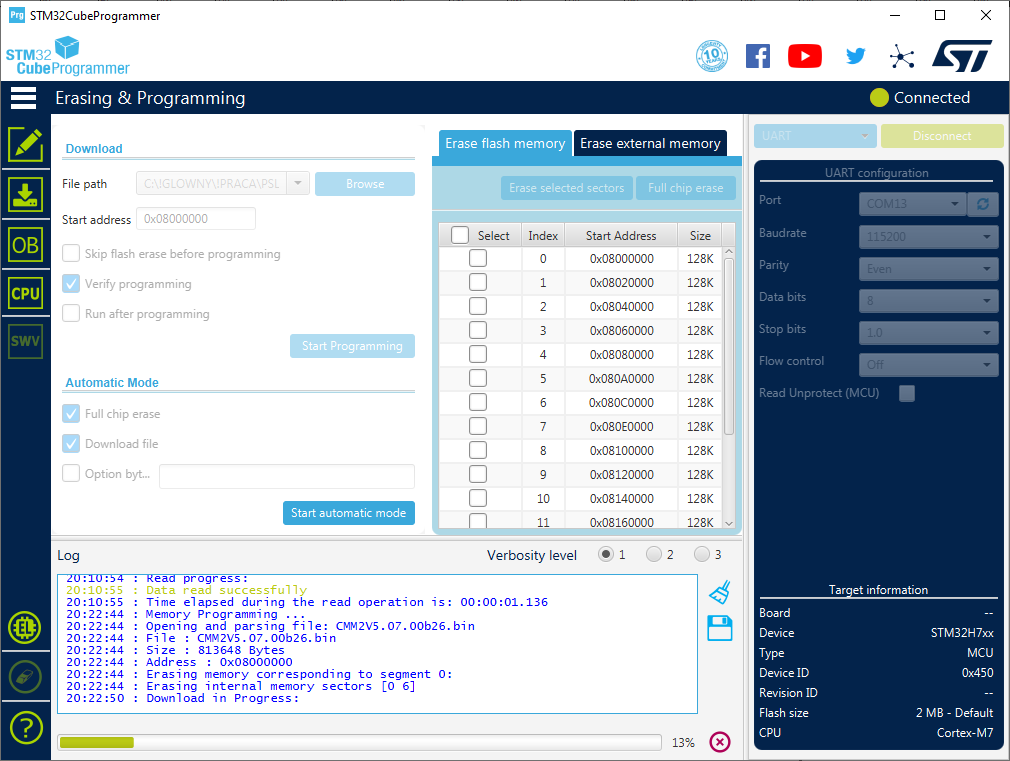 Prg STM32CubeProgrammer
STM32
CubeProgrammer
10
ST
Erasing & Programming
Connected
OB
CPU
SWV
?
Download
File path C:\IGLOWNY\IPRACA\PSL Browse
Start address 0x08000000
Skip flash erase before programming
Verify programming
Run after programming
Start Programming
Automatic Mode
Full chip erase
Download file
Option byt...
Start automatic mode
Erase flash memory Erase external memory
Erase selected sectors Full chip erase
Select Index Start Address Size
0 0x08000000 128K
1 0x08020000 128K
2 0x08040000 128K
3 0x08060000 128K
4 0x08080000 128K
5 0x080A0000 128K
6 0x080C0000 128K
7 0x080E0000 128K
8 0x08100000 128K
9 0x08120000 128K
10 0x08140000 128K
11 0x08160000 128K
UART Disconnect
UART configuration
Port COM13
Baudrate 115200
Parity Even
Data bits 8
Stop bits 1.0
Flow control Off
Read Unprotect (MCU)
Target information
Board --
Device STM32H7xx
Type MCU
Device ID 0x450
Revision ID --
Flash size 2 MB - Default
CPU Cortex-M7
Log Verbosity level 1 2 3
20:10:54 : Read progress:
20:10:55 : Data read successfully
20:10:55 : Time elapsed during the read operation is: 00:00:01.136
20:22:44 : Memory Programming ...
20:22:44 : Opening and parsing file: CMM2V5.07.00b26.bin
20:22:44 : File : CMM2V5.07.00b26.bin
20:22:44 : Size : 813648 Bytes
20:22:44 : Address : 0x08000000
20:22:44 : Erasing memory corresponding to segment 0:
20:22:44 : Erasing internal memory sectors [0 6]
20:22:50 : Download in Progress:
13%